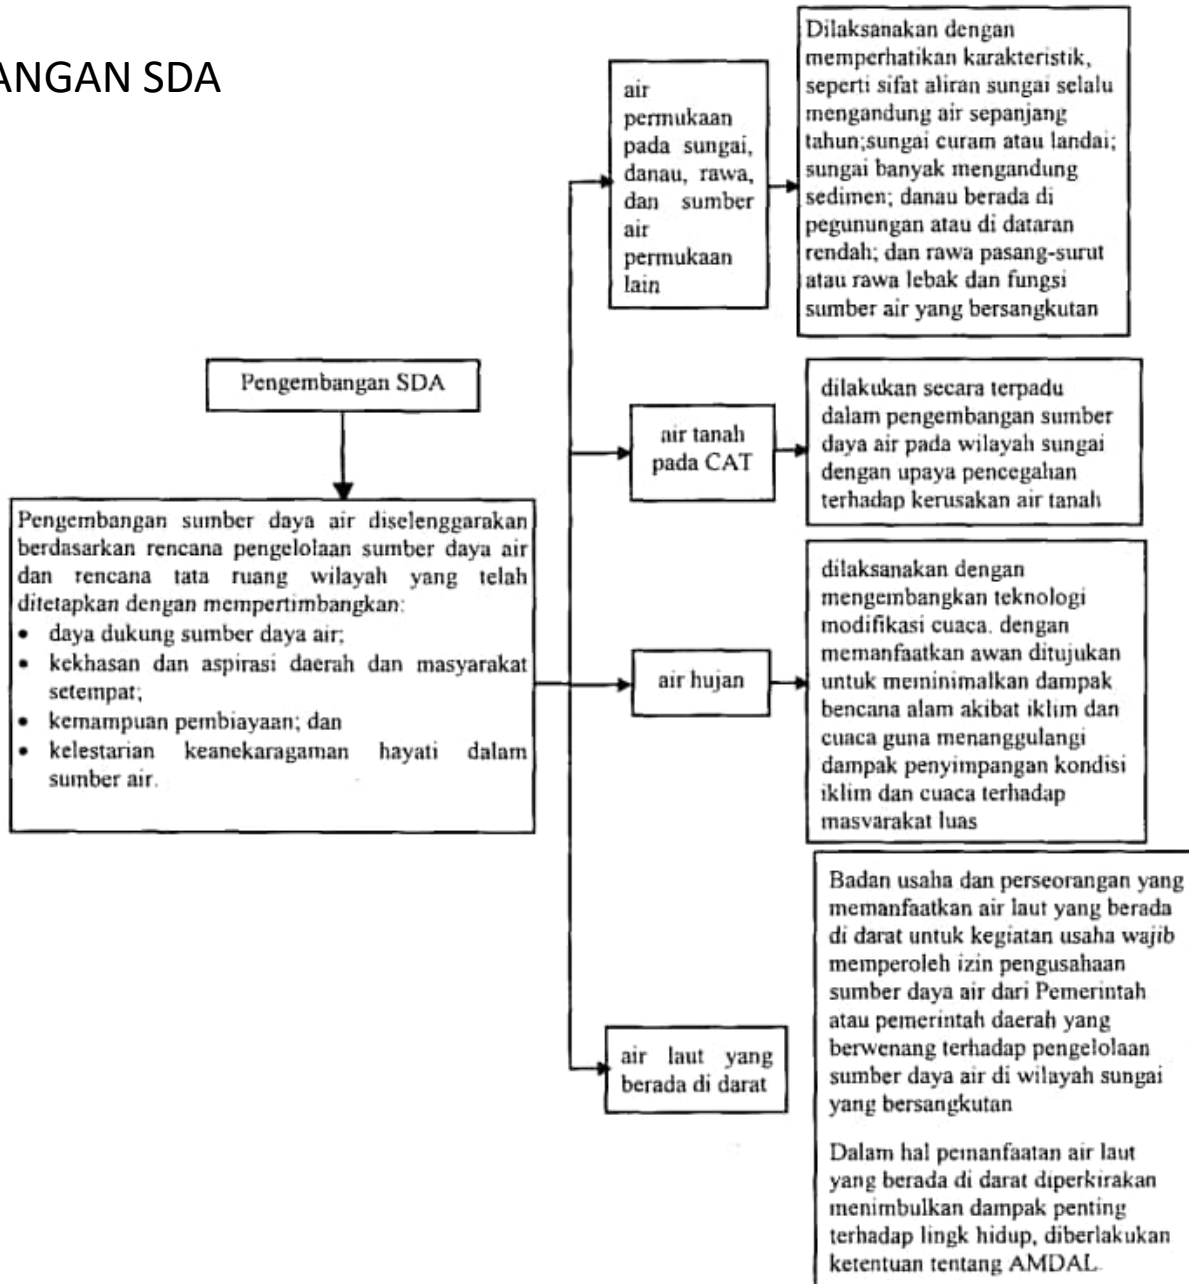 ANGAN SDA
Pengembangan SDA
Pengembangan sumber daya air diselenggarakan
berdasarkan rencana pengelolaan sumber daya air
dan rencana tata ruang wilayah yang telah
ditetapkan dengan mempertimbangkan:
• daya dukung sumber daya air;
• kekhasan dan aspirasi daerah dan masyarakat
setempat;
• kemampuan pembiayaan; dan
• kelestarian keanekaragaman hayati dalam
sumber air.
air
permukaan
pada sungai,
danau, rawa,
dan sumber
air
permukaan
lain
Dilaksanakan dengan
memperhatikan karakteristik,
seperti sifat aliran sungai selalu
mengandung air sepanjang
tahun;sungai curam atau landai;
sungai banyak mengandung
sedimen; danau berada di
pegunungan atau di dataran
rendah; dan rawa pasang-surut
atau rawa lebak dan fungsi
sumber air yang bersangkutan
air tanah
pada CAT
dilakukan secara terpadu
dalam pengembangan sumber
daya air pada wilayah sungai
dengan upaya pencegahan
terhadap kerusakan air tanah
air hujan
dilaksanakan dengan
mengembangkan teknologi
modifikasi cuaca. dengan
memanfaatkan awan ditujukan
untuk meminimalkan dampak
bencana alam akibat iklim dan
cuaca guna menanggulangi
dampak penyimpangan kondisi
iklim dan cuaca terhadap
masyarakat luas
air laut yang
berada di darat
Badan usaha dan perseorangan yang
memanfaatkan air laut yang berada
di darat untuk kegiatan usaha wajib
memperoleh izin pengusahaan
sumber daya air dari Pemerintah
atau pemerintah daerah yang
berwenang terhadap pengelolaan
sumber daya air di wilayah sungai
yang bersangkutan
Dalam hal pemanfaatan air laut
yang berada di darat diperkirakan
menimbulkan dampak penting
terhadap lingk hidup, diberlakukan
ketentuan tentang AMDAL.